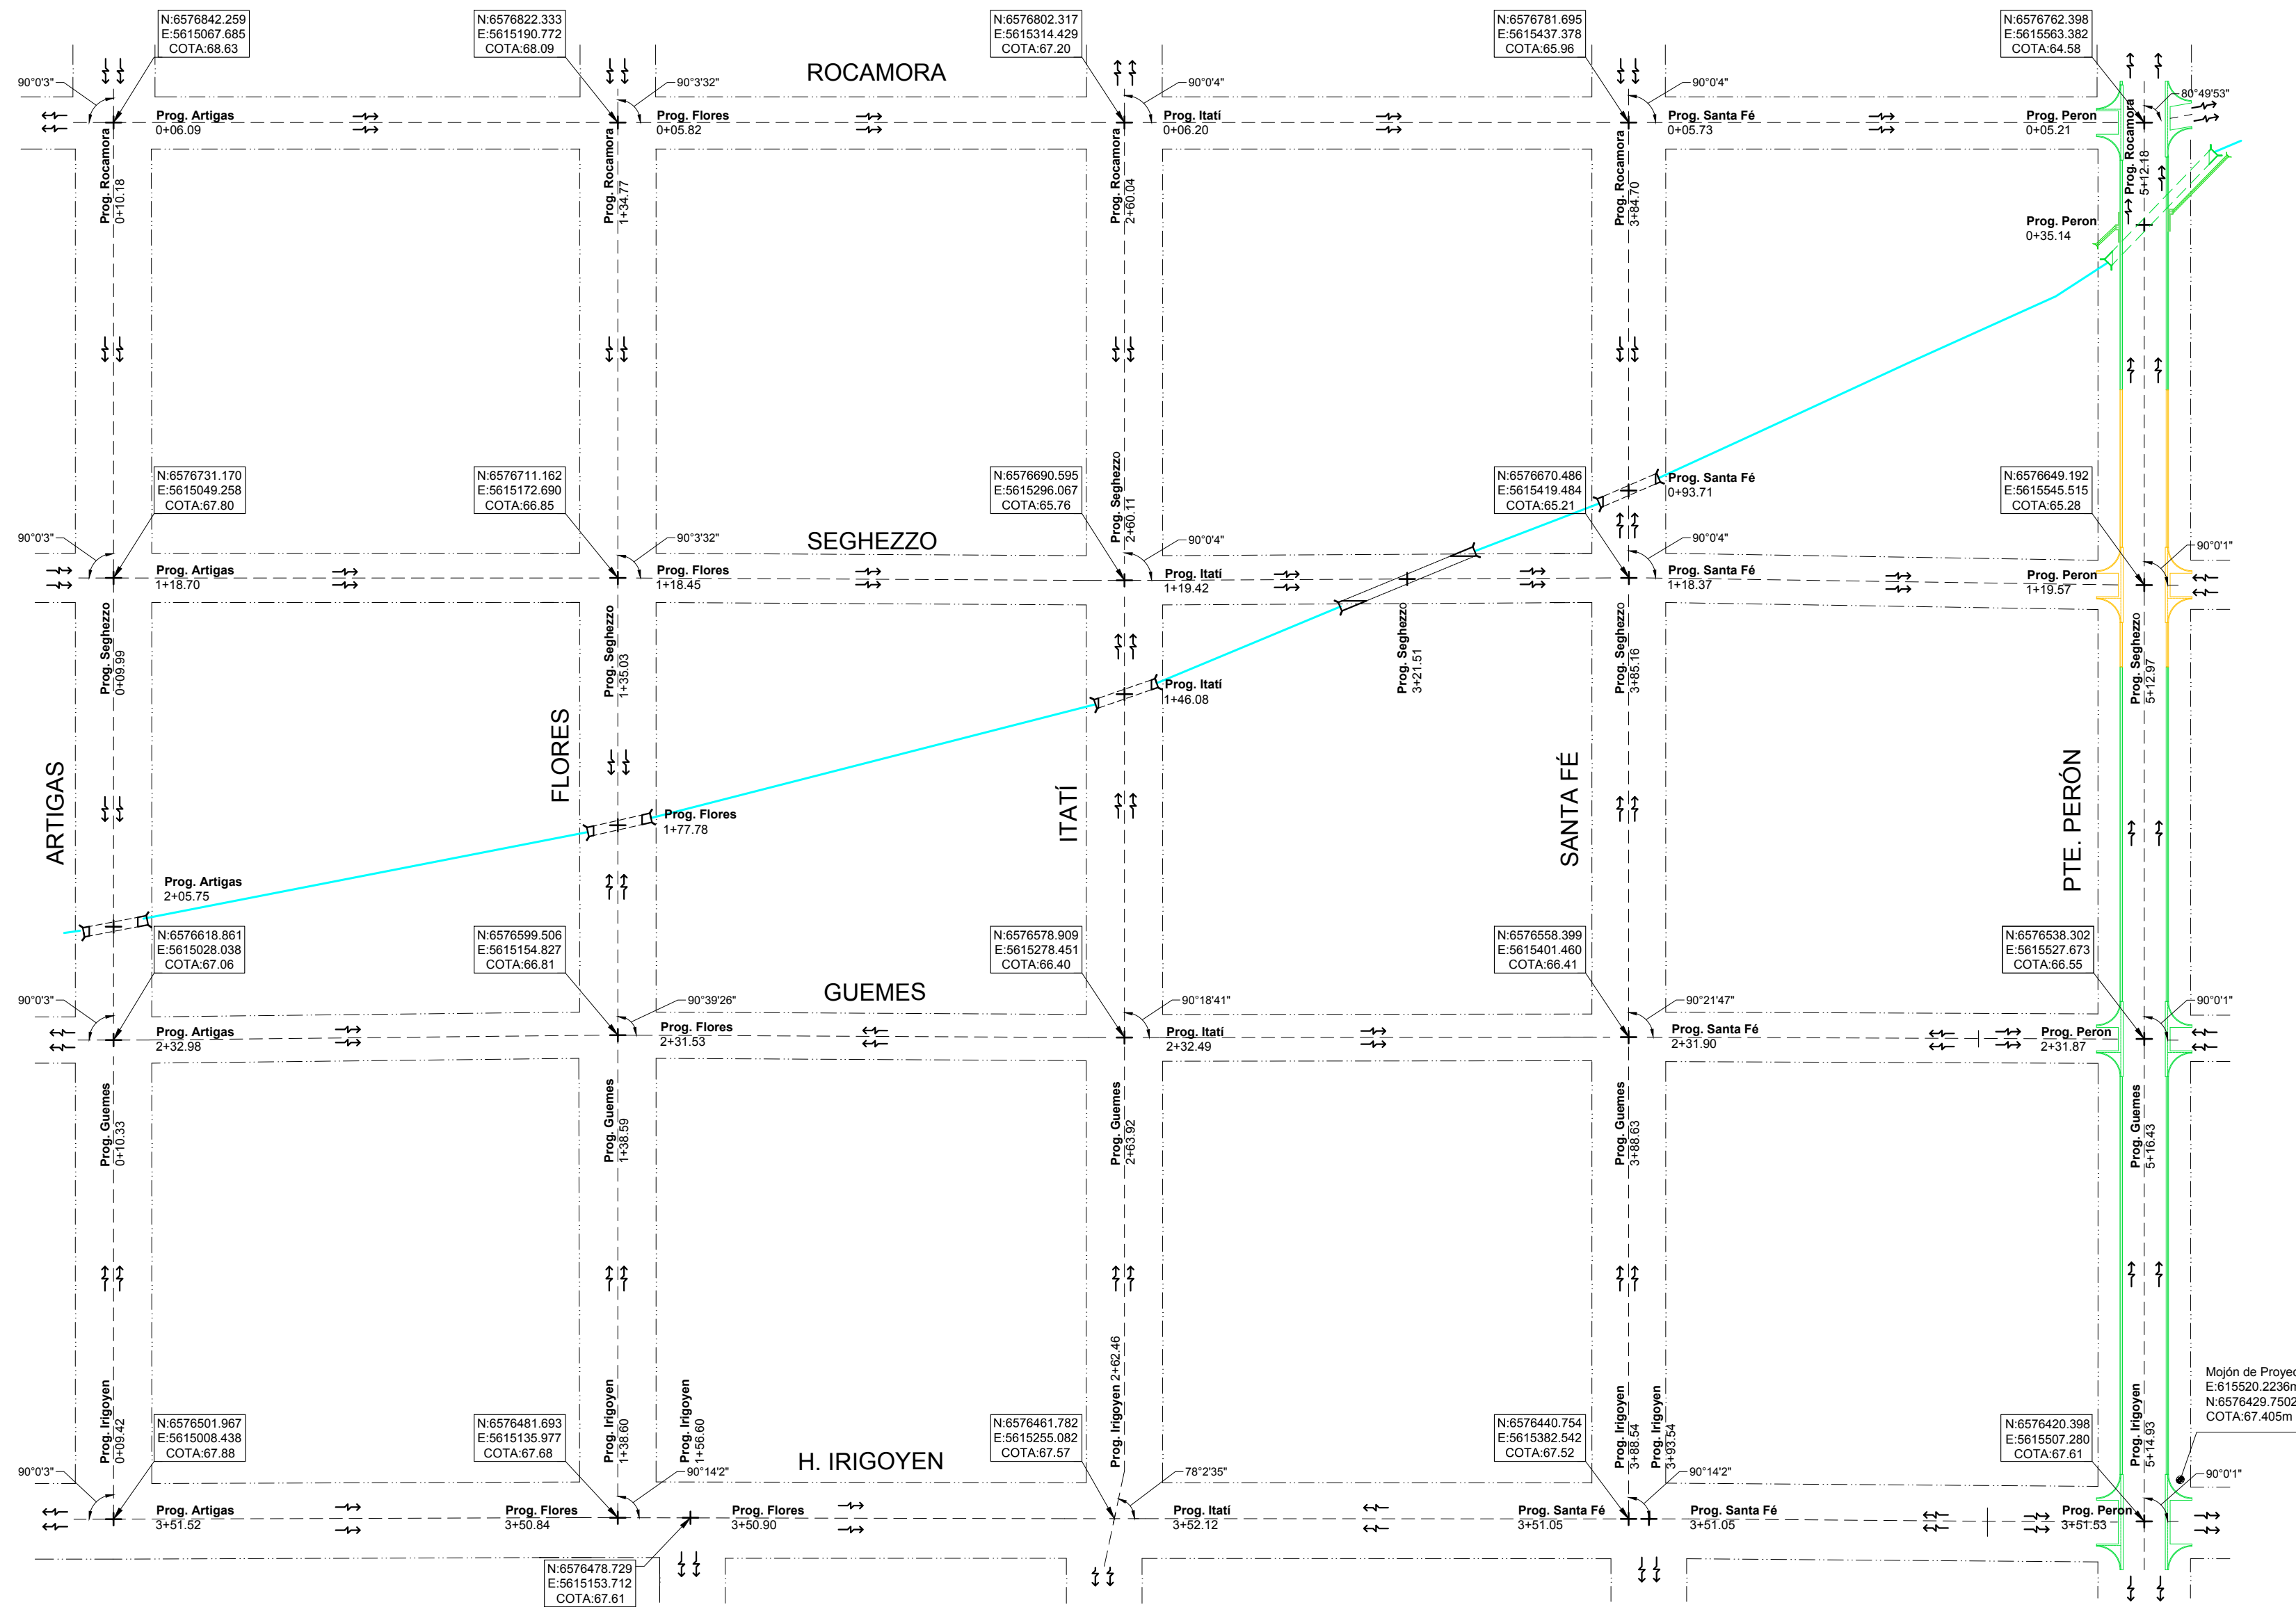 N:6576842.259
E:5615067.685
COTA:68.63
N:6576822.333
E:5615190.772
COTA:68.09
N:6576802.317
E:5615314.429
COTA:67.20
N:6576781.695
E:5615437.378
COTA:65.96
N:6576762.398
E:5615563.382
COTA:64.58
ROCAMORA
90°0'3"
90°3'32"
90°0'4"
90°0'4"
80°49'53"
Prog. Artigas
0+06.09
Prog. Flores
0+05.82
Prog. Itatí
0+06.20
Prog. Santa Fé
0+05.73
Prog. Peron
0+05.21
Prog. Rocamora
0+10.18
Prog. Rocamora
1+34.77
Prog. Rocamora
2+60.04
Prog. Rocamora
3+84.70
Prog. Rocamora
5+12.18
Prog. Peron
0+35.14
N:6576731.170
E:5615049.258
COTA:67.80
N:6576711.162
E:5615172.690
COTA:66.85
N:6576690.595
E:5615296.067
COTA:65.76
N:6576670.486
E:5615419.484
COTA:65.21
N:6576649.192
E:5615545.515
COTA:65.28
Prog. Seghezzo
2+60.11
Prog. Santa Fé
0+93.71
SEGHEZZO
90°0'3"
90°3'32"
90°0'4"
90°0'4"
90°0'1"
Prog. Artigas
1+18.70
Prog. Flores
1+18.45
Prog. Itatí
1+19.42
Prog. Santa Fé
1+18.37
Prog. Peron
1+19.57
Prog. Seghezzo
0+09.99
Prog. Seghezzo
1+35.03
Prog. Seghezzo
3+21.51
Prog. Seghezzo
3+85.16
Prog. Seghezzo
5+12.97
Prog. Itatí
1+46.08
ARTIGAS
FLORES
ITATÍ
SANTA FÉ
PTE. PERÓN
Prog. Flores
1+77.78
Prog. Artigas
2+05.75
N:6576618.861
E:5615028.038
COTA:67.06
N:6576599.506
E:5615154.827
COTA:66.81
N:6576578.909
E:5615278.451
COTA:66.40
N:6576558.399
E:5615401.460
COTA:66.41
N:6576538.302
E:5615527.673
COTA:66.55
GUEMES
90°0'3"
90°39'26"
90°18'41"
90°21'47"
90°0'1"
Prog. Artigas
2+32.98
Prog. Flores
2+31.53
Prog. Itatí
2+32.49
Prog. Santa Fé
2+31.90
Prog. Peron
2+31.87
Prog. Guemes
0+10.33
Prog. Guemes
1+38.59
Prog. Guemes
2+63.92
Prog. Guemes
3+88.63
Prog. Guemes
5+16.43
Mojón de Proyec
E:615520.2236m
N:6576429.7502
COTA:67.405m
Prog. Irigoyen
0+09.42
Prog. Irigoyen
1+38.60
Prog. Irigoyen
1+56.60
Prog. Irigoyen 2+62.46
Prog. Irigoyen
3+88.54
Prog. Irigoyen
3+93.54
Prog. Irigoyen
5+14.93
N:6576501.967
E:5615008.438
COTA:67.88
N:6576481.693
E:5615135.977
COTA:67.68
N:6576461.782
E:5615255.082
COTA:67.57
N:6576440.754
E:5615382.542
COTA:67.52
N:6576420.398
E:5615507.280
COTA:67.61
H. IRIGOYEN
90°0'3"
90°14'2"
78°2'35"
90°14'2"
90°0'1"
Prog. Artigas
3+51.52
Prog. Flores
3+50.84
Prog. Flores
3+50.90
Prog. Itatí
3+52.12
Prog. Santa Fé
3+51.05
Prog. Santa Fé
3+51.05
Prog. Peron
3+51.53
N:6576478.729
E:5615153.712
COTA:67.61